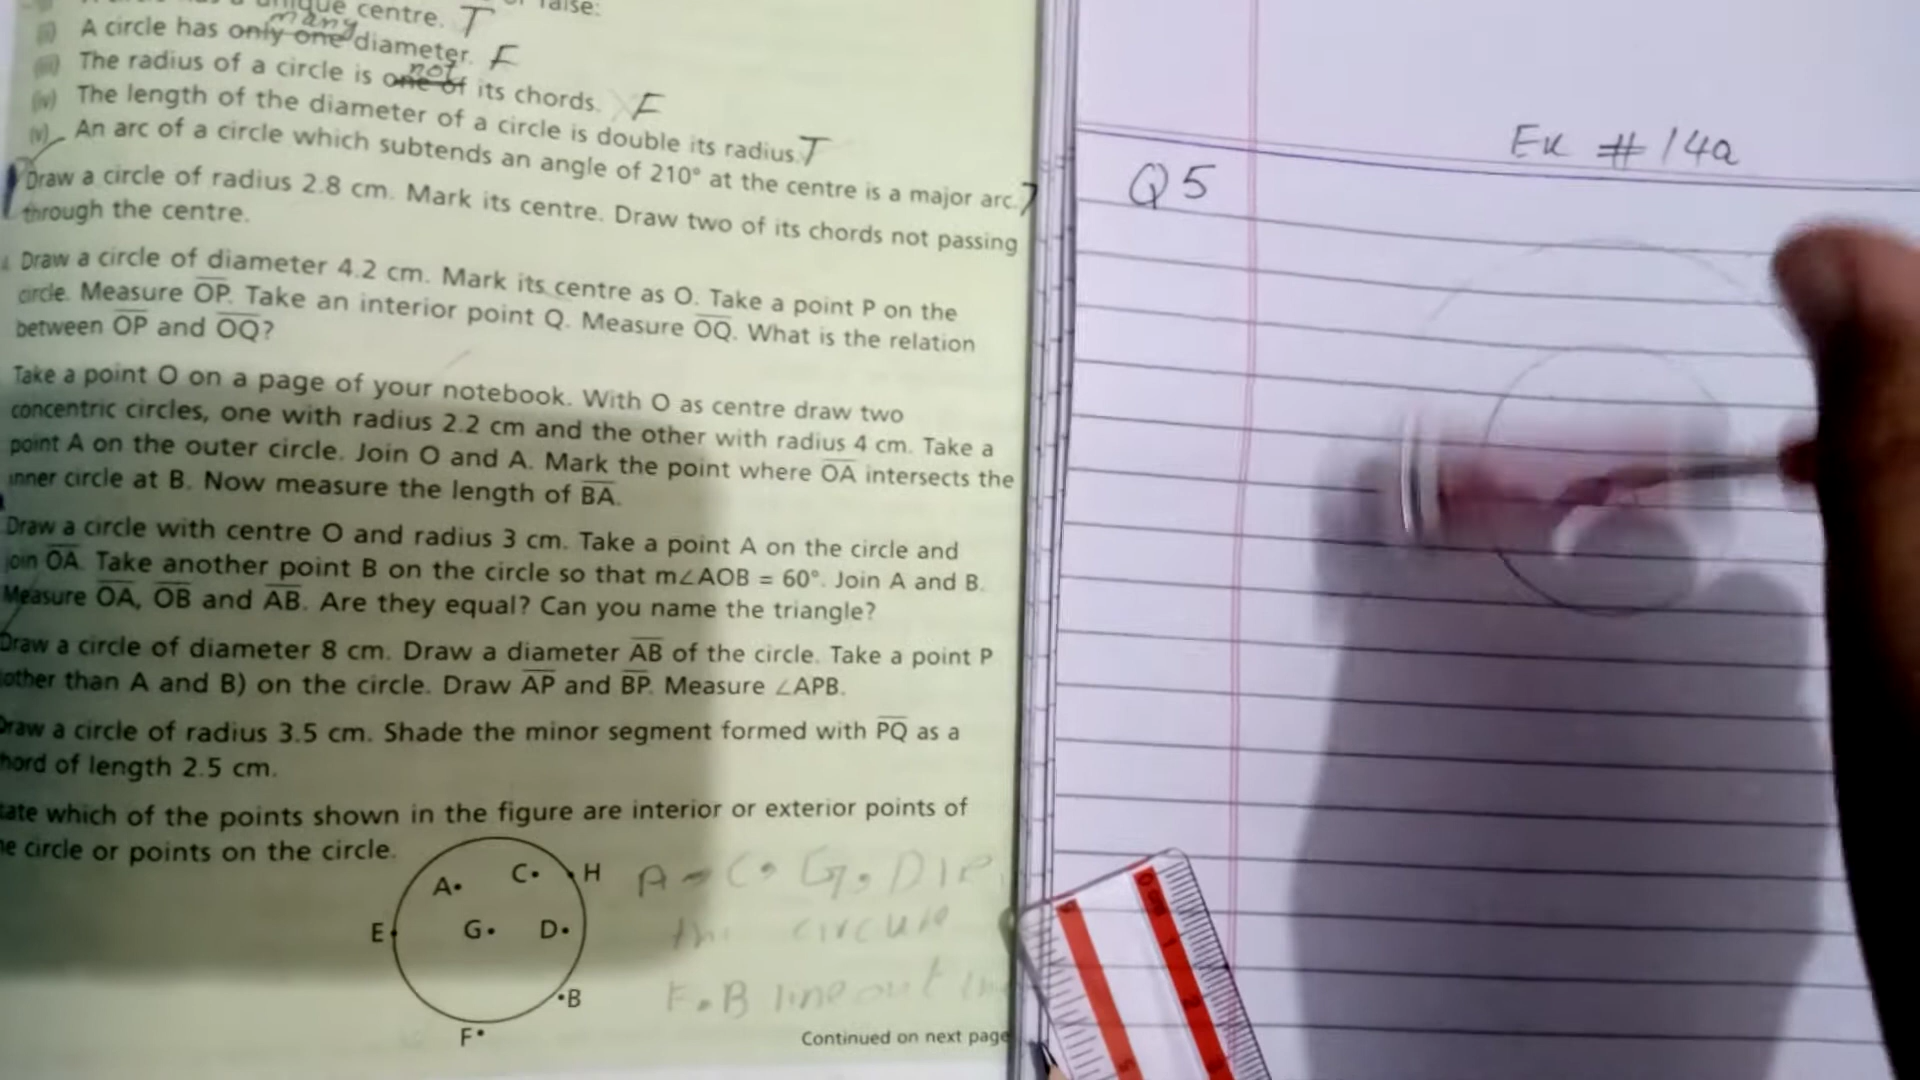 unique centre. T
or false:
many
(ii) A circle has only one diameter. F
not
(iii) The radius of a circle is one of its chords. F
(iv) The length of the diameter of a circle is double its radius. T
(v) An arc of a circle which subtends an angle of 210° at the centre is a major arc.
Draw a circle of radius 2.8 cm. Mark its centre. Draw two of its chords not passing
through the centre.
Draw a circle of diameter 4.2 cm. Mark its centre as O. Take a point P on the
circle. Measure OP. Take an interior point Q. Measure OQ. What is the relation
between OP and OQ?
Take a point O on a page of your notebook. With O as centre draw two
concentric circles, one with radius 2.2 cm and the other with radius 4 cm. Take a
point A on the outer circle. Join O and A. Mark the point where OA intersects the
inner circle at B. Now measure the length of BA.
Draw a circle with centre O and radius 3 cm. Take a point A on the circle and
join OA. Take another point B on the circle so that m∠AOB = 60°. Join A and B.
Measure OA, OB and AB. Are they equal? Can you name the triangle?
Draw a circle of diameter 8 cm. Draw a diameter AB of the circle. Take a point P
(other than A and B) on the circle. Draw AP and BP. Measure ∠APB.
Draw a circle of radius 3.5 cm. Shade the minor segment formed with PQ as a
hord of length 2.5 cm.
tate which of the points shown in the figure are interior or exterior points of
he circle or points on the circle.
A
C
H
E
G
D
B
F
Continued on next page
Ex # 14a
Q5